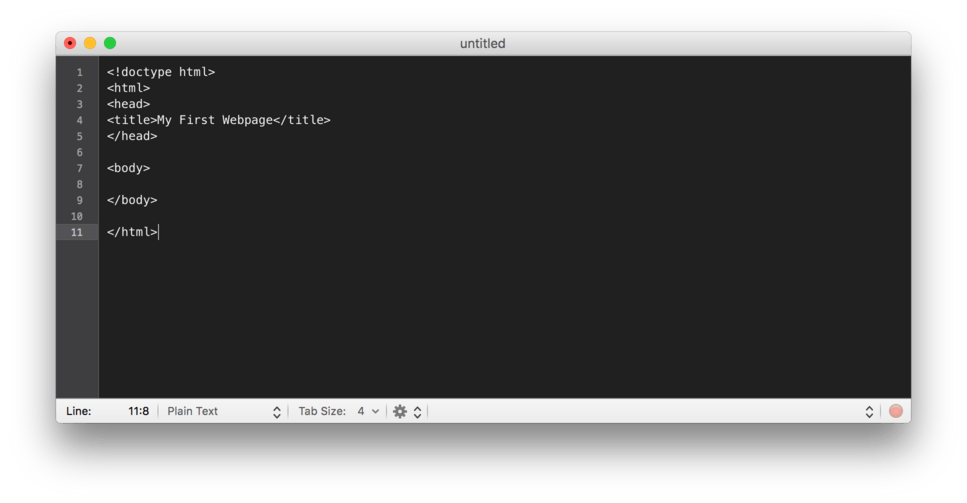 untitled
1 <!doctype html>
2 <html>
3 <head>
4 <title>My First Webpage</title>
5 </head>
6
7 <body>
8
9 </body>
10
11 </html>
Line: 11:8 Plain Text Tab Size: 4